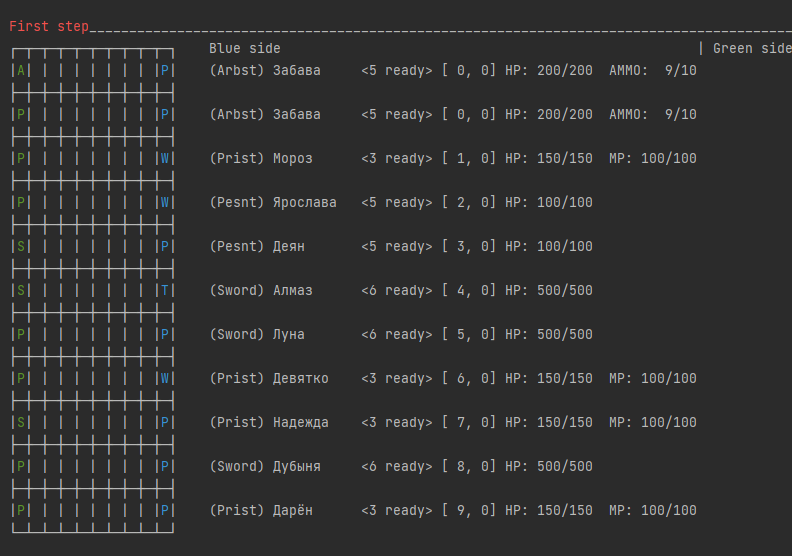 First step________________________________________________________________________________________
┌─┬─┬─┬─┬─┬─┬─┬─┬─┬─┐    Blue side                                                    | Green side
|A| | | | | | | | |P|    (Arbst) Забава     <5 ready> [ 0, 0] HP: 200/200  AMMO:  9/10
├─┼─┼─┼─┼─┼─┼─┼─┼─┼─┤
|P| | | | | | | | |P|    (Arbst) Забава     <5 ready> [ 0, 0] HP: 200/200  AMMO:  9/10
├─┼─┼─┼─┼─┼─┼─┼─┼─┼─┤
|P| | | | | | | | |W|    (Prist) Мороз      <3 ready> [ 1, 0] HP: 150/150  MP: 100/100
├─┼─┼─┼─┼─┼─┼─┼─┼─┼─┤
|P| | | | | | | | |W|    (Pesnt) Ярослава   <5 ready> [ 2, 0] HP: 100/100
├─┼─┼─┼─┼─┼─┼─┼─┼─┼─┤
|S| | | | | | | | |P|    (Pesnt) Деян       <5 ready> [ 3, 0] HP: 100/100
├─┼─┼─┼─┼─┼─┼─┼─┼─┼─┤
|S| | | | | | | | |T|    (Sword) Алмаз      <6 ready> [ 4, 0] HP: 500/500
├─┼─┼─┼─┼─┼─┼─┼─┼─┼─┤
|P| | | | | | | | |P|    (Sword) Луна       <6 ready> [ 5, 0] HP: 500/500
├─┼─┼─┼─┼─┼─┼─┼─┼─┼─┤
|P| | | | | | | | |W|    (Prist) Девятко    <3 ready> [ 6, 0] HP: 150/150  MP: 100/100
├─┼─┼─┼─┼─┼─┼─┼─┼─┼─┤
|S| | | | | | | | |P|    (Prist) Надежда    <3 ready> [ 7, 0] HP: 150/150  MP: 100/100
├─┼─┼─┼─┼─┼─┼─┼─┼─┼─┤
|P| | | | | | | | |P|    (Sword) Дубыня     <6 ready> [ 8, 0] HP: 500/500
├─┼─┼─┼─┼─┼─┼─┼─┼─┼─┤
|P| | | | | | | | |P|    (Prist) Дарён      <3 ready> [ 9, 0] HP: 150/150  MP: 100/100
└─┴─┴─┴─┴─┴─┴─┴─┴─┴─┘